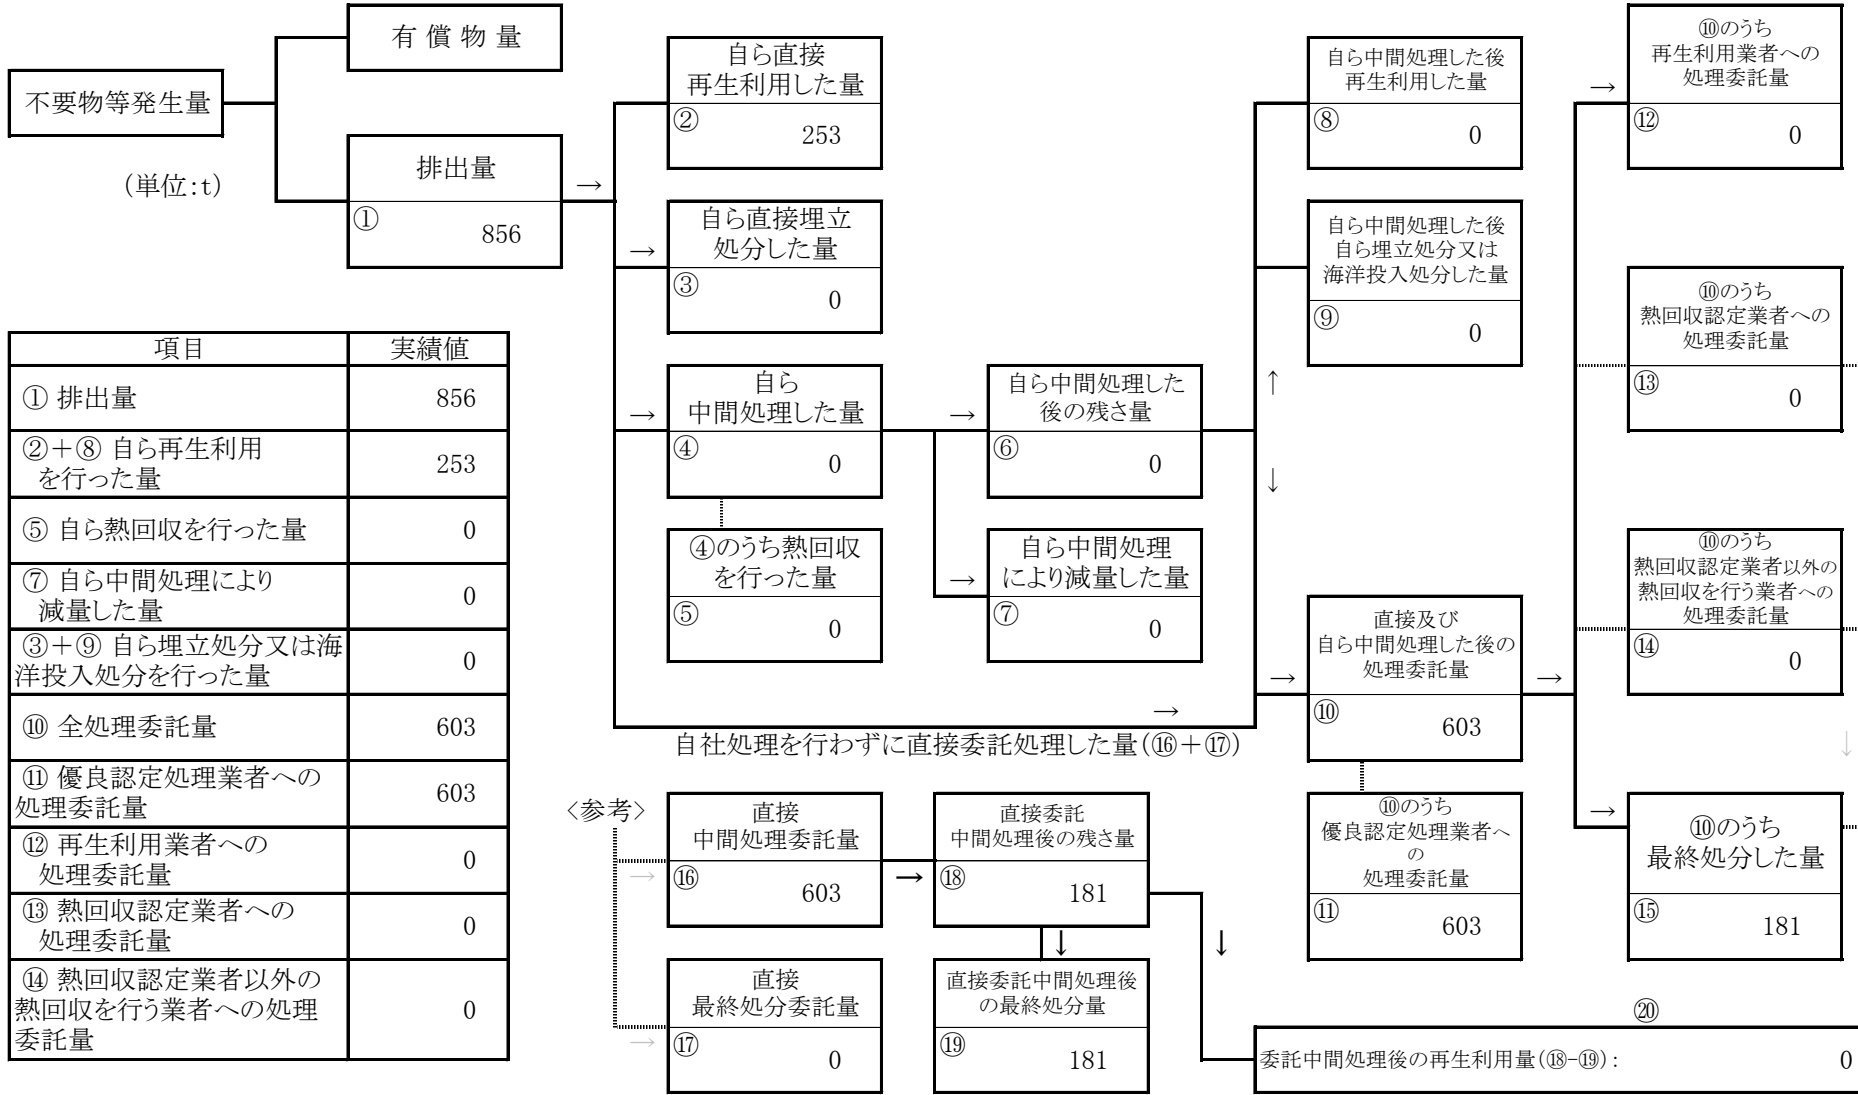 有 償 物 量
不要物等発生量
(単位:t)
排出量
①
856
→
自ら直接
再生利用した量
②
253
→
自ら直接埋立
処分した量
③
0
→
自ら
中間処理した量
④
0
④のうち熱回収
を行った量
⑤
0
→
自ら中間処理した
後の残さ量
⑥
0
→
自ら中間処理
により減量した量
⑦
0
↑
↓
自ら中間処理した後
再生利用した量
⑧
0
自ら中間処理した後
自ら埋立処分又は
海洋投入処分した量
⑨
0
→
自社処理を行わずに直接委託処理した量(⑯+⑰)
→
直接及び
自ら中間処理した後の
処理委託量
⑩
603
⑩のうち
優良認定処理業者へ
の
処理委託量
⑪
603
→
→
⑩のうち
再生利用業者への
処理委託量
⑫
0
⑩のうち
熱回収認定業者への
処理委託量
⑬
0
⑩のうち
熱回収認定業者以外の
熱回収を行う業者への
処理委託量
⑭
0
↓
→
⑩のうち
最終処分した量
⑮
181
項目 実績値
① 排出量 856
②+⑧ 自ら再生利用
を行った量 253
⑤ 自ら熱回収を行った量 0
⑦ 自ら中間処理により
減量した量 0
③+⑨ 自ら埋立処分又は海
洋投入処分を行った量 0
⑩ 全処理委託量 603
⑪ 優良認定処理業者への
処理委託量 603
⑫ 再生利用業者への
処理委託量 0
⑬ 熱回収認定業者への
処理委託量 0
⑭ 熱回収認定業者以外の
熱回収を行う業者への処理
委託量 0
<参考>
→
直接
中間処理委託量
⑯
603
→
直接委託
中間処理後の残さ量
⑱
181
↓
↓
→
直接
最終処分委託量
⑰
0
直接委託中間処理後
の最終処分量
⑲
181
⑳
委託中間処理後の再生利用量(⑱-⑲): 0